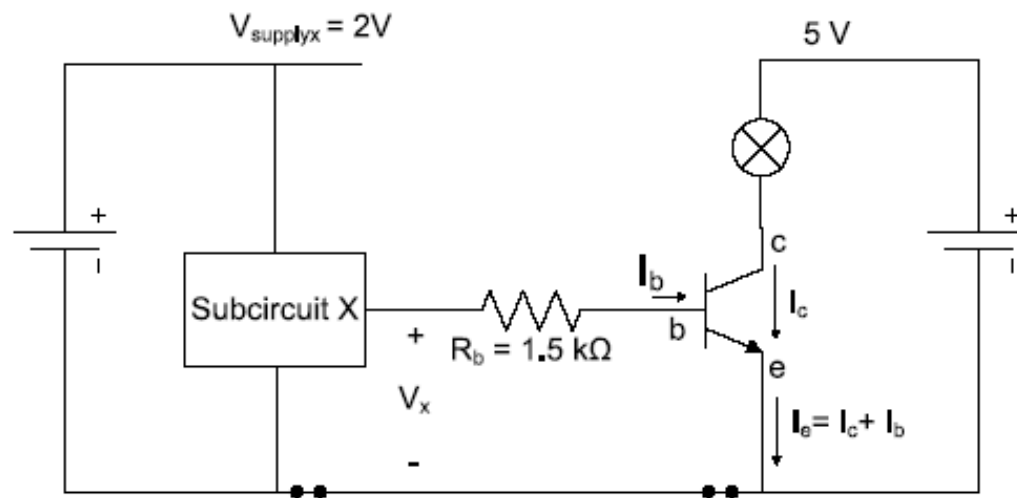 V_supplyx = 2V
5 V
+
-
Subcircuit X
+
V_x
-
R_b = 1.5 kΩ
I_b
b
c
I_c
e
I_e= I_c+ I_b
+
-